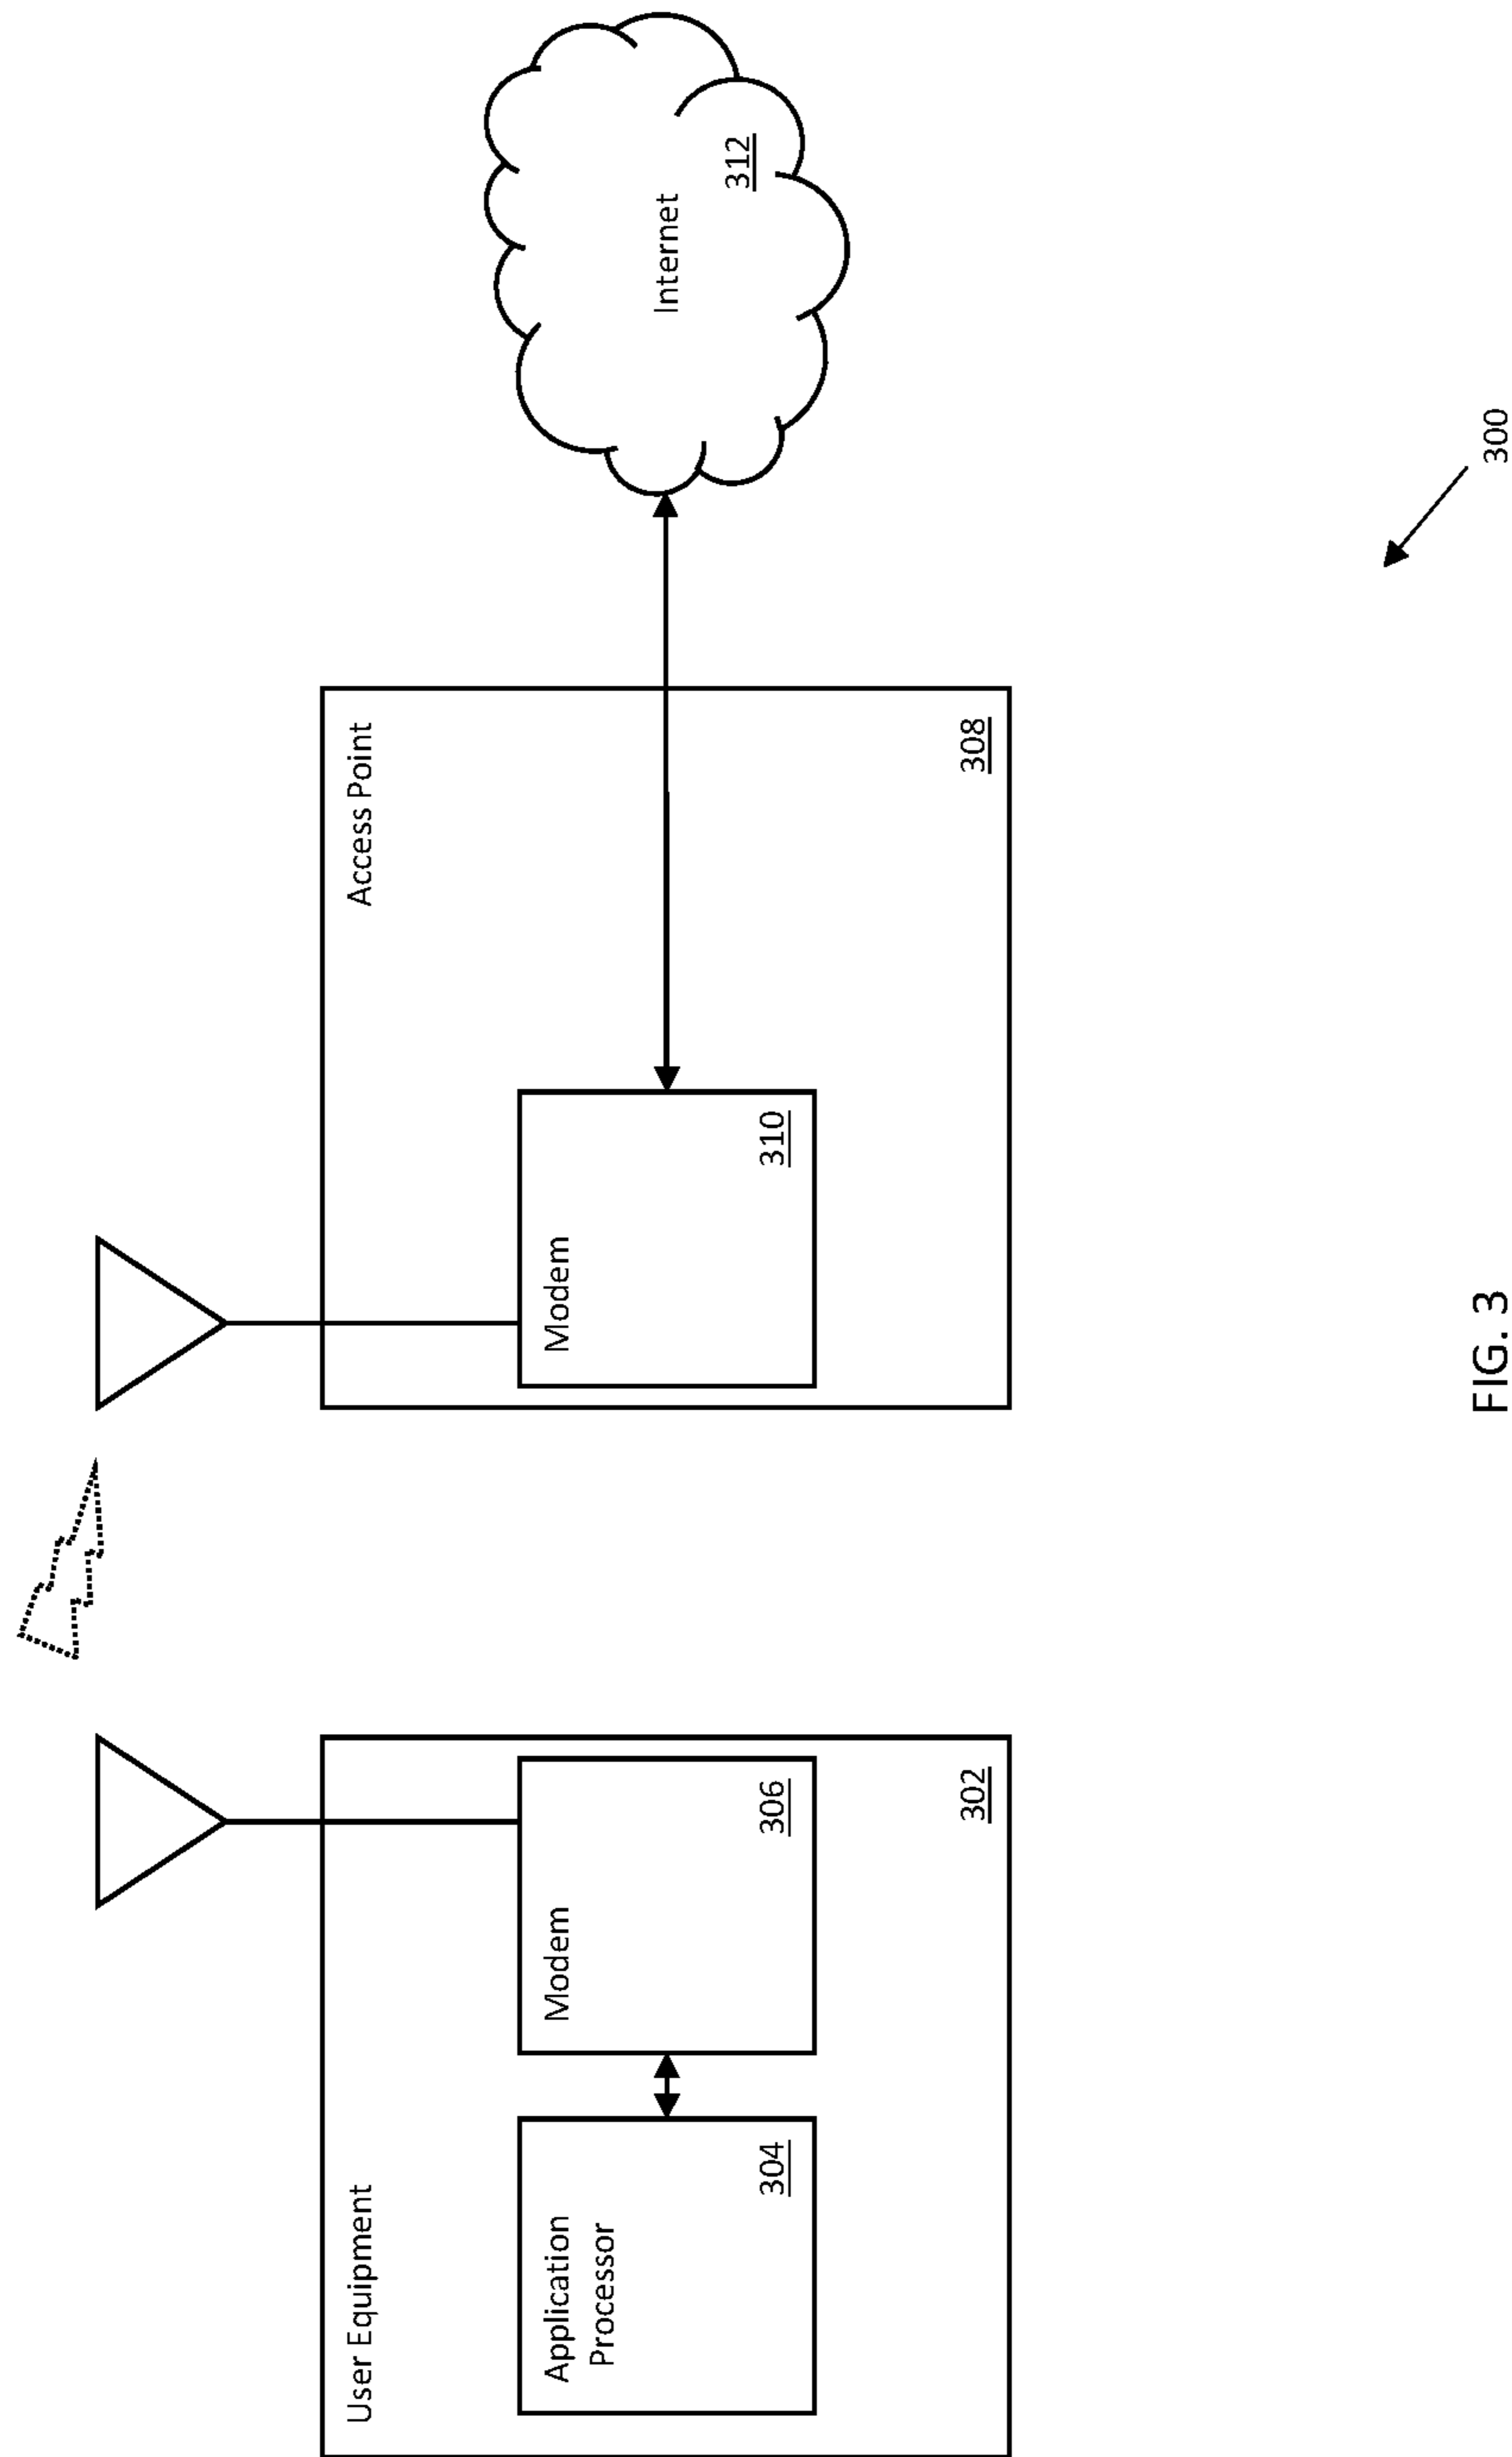 User Equipment
Application
Processor
304
Modem
306
302
Access Point
Modem
310
308
Internet
312
300
FIG. 3